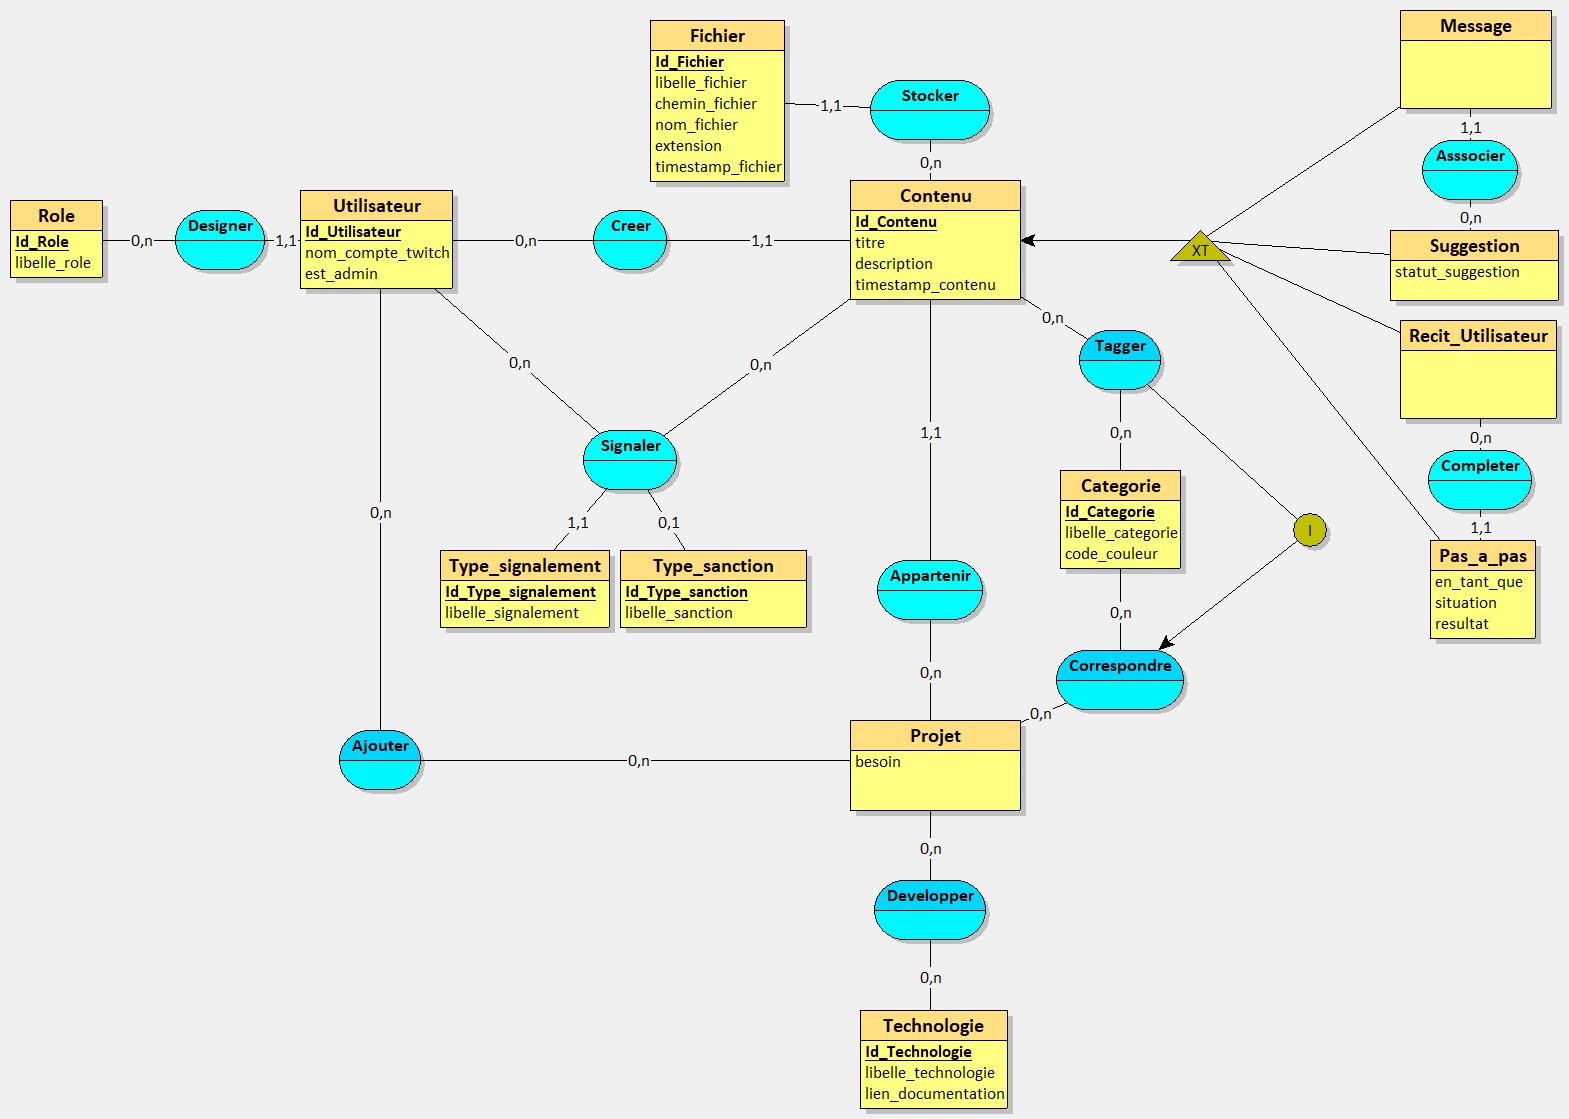 Fichier
Id_Fichier
libelle_fichier
chemin_fichier
nom_fichier
extension
timestamp_fichier
1,1
Stocker
0,n
Message
1,1
Asssocier
0,n
Role
Id_Role
libelle_role
0,n
Designer
1,1
Utilisateur
Id_Utilisateur
nom_compte_twitch
est_admin
0,n
Creer
1,1
Contenu
Id_Contenu
titre
description
timestamp_contenu
XT
Suggestion
statut_suggestion
0,n
Tagger
Recit_Utilisateur
0,n
0,n
0,n
1,1
0,n
Signaler
0,n
Completer
1,1
1,1
0,1
Categorie
Id_Categorie
libelle_categorie
code_couleur
I
0,n
Type_signalement
Id_Type_signalement
libelle_signalement
Type_sanction
Id_Type_sanction
libelle_sanction
Appartenir
Pas_a_pas
en_tant_que
situation
resultat
0,n
0,n
Correspondre
0,n
Ajouter
0,n
Projet
besoin
0,n
Developper
0,n
Technologie
Id_Technologie
libelle_technologie
lien_documentation